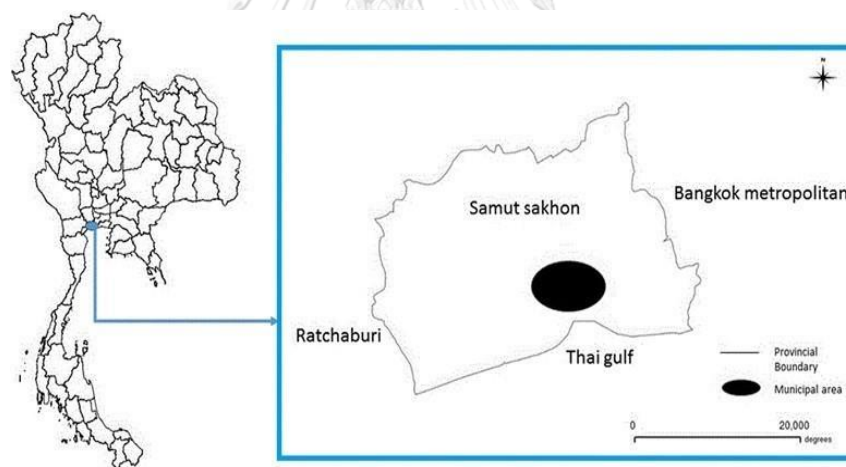 N
Bangkok metropolitan
Samut sakhon
Ratchaburi
Thai gulf
Provincial
Boundary
Municipal area
0 20,000
degrees